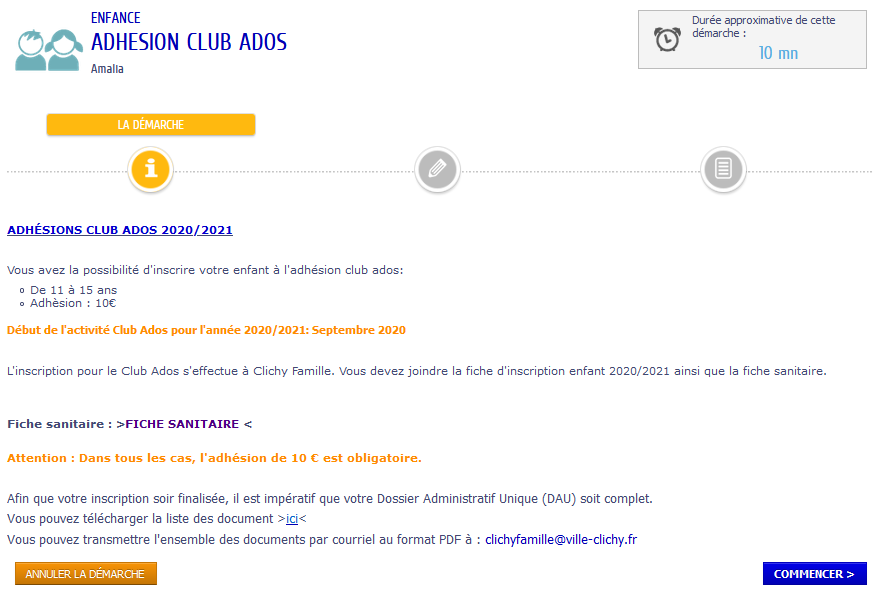 ENFANCE
ADHESION CLUB ADOS
Amalia
Durée approximative de cette
démarche :
10 mn
LA DÉMARCHE
ADHÉSIONS CLUB ADOS 2020/2021
Vous avez la possibilité d'inscrire votre enfant à l'adhésion club ados:
De 11 à 15 ans
Adhèsion : 10€
Début de l'activité Club Ados pour l'année 2020/2021: Septembre 2020
L'inscription pour le Club Ados s'effectue à Clichy Famille. Vous devez joindre la fiche d'inscription enfant 2020/2021 ainsi que la fiche sanitaire.
Fiche sanitaire : >FICHE SANITAIRE <
Attention : Dans tous les cas, l'adhésion de 10 € est obligatoire.
Afin que votre inscription soir finalisée, il est impératif que votre Dossier Administratif Unique (DAU) soit complet.
Vous pouvez télécharger la liste des document >ici<
Vous pouvez transmettre l'ensemble des documents par courriel au format PDF à : clichyfamille@ville-clichy.fr
ANNULER LA DÉMARCHE
COMMENCER >